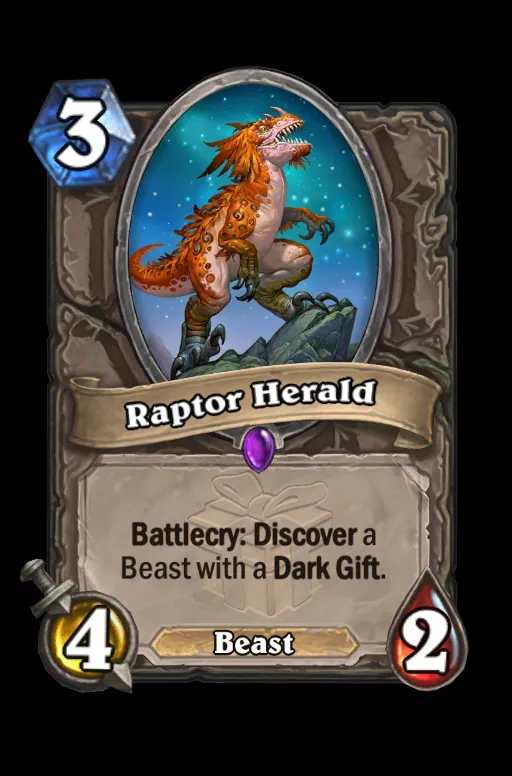 3
Raptor Herald
Battlecry: Discover a
Beast with a Dark Gift.
4
Beast
2